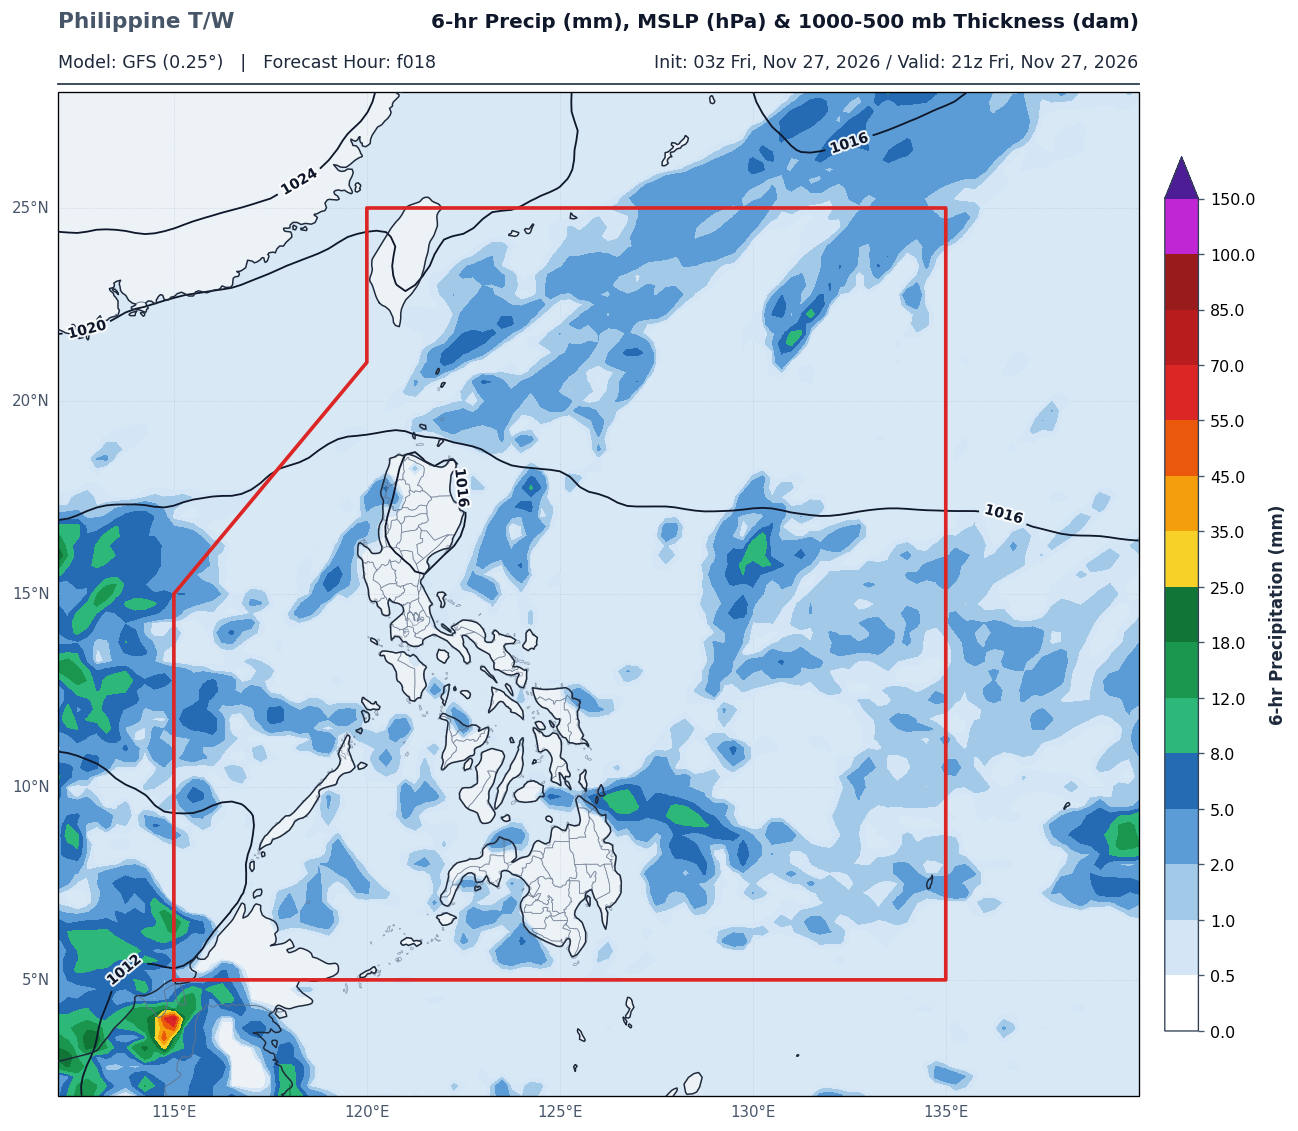 Philippine T/W
6-hr Precip (mm), MSLP (hPa) & 1000-500 mb Thickness (dam)
Model: GFS (0.25°) | Forecast Hour: f018
Init: 03z Fri, Nov 27, 2026 / Valid: 21z Fri, Nov 27, 2026
1016
1024
25°N
1020
20°N
1016
1016
15°N
10°N
1012
5°N
115°E
120°E
125°E
130°E
135°E
150.0
100.0
85.0
70.0
55.0
45.0
35.0
25.0
18.0
12.0
8.0
5.0
2.0
1.0
0.5
0.0
6-hr Precipitation (mm)